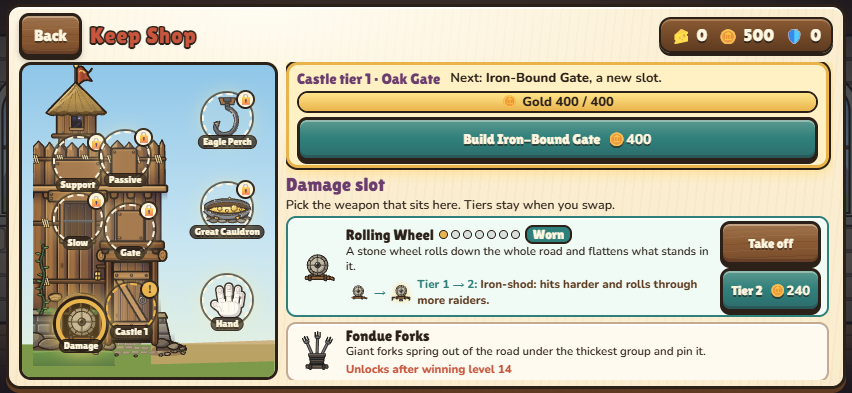 Back
Keep Shop
0
500
0
Castle tier 1 · Oak Gate Next: Iron-Bound Gate, a new slot.
Gold 400 / 400
Build Iron-Bound Gate 400
Eagle Perch
Support
Passive
Slow
Gate
Great Cauldron
Damage
Castle 1
!
Hand
Damage slot
Pick the weapon that sits here. Tiers stay when you swap.
Rolling Wheel Worn
A stone wheel rolls down the whole road and flattens what stands in
it.
→ Tier 1 → 2: Iron-shod: hits harder and rolls through
more raiders.
Take off
Tier 2 240
Fondue Forks
Giant forks spring out of the road under the thickest group and pin it.
Unlocks after winning level 14